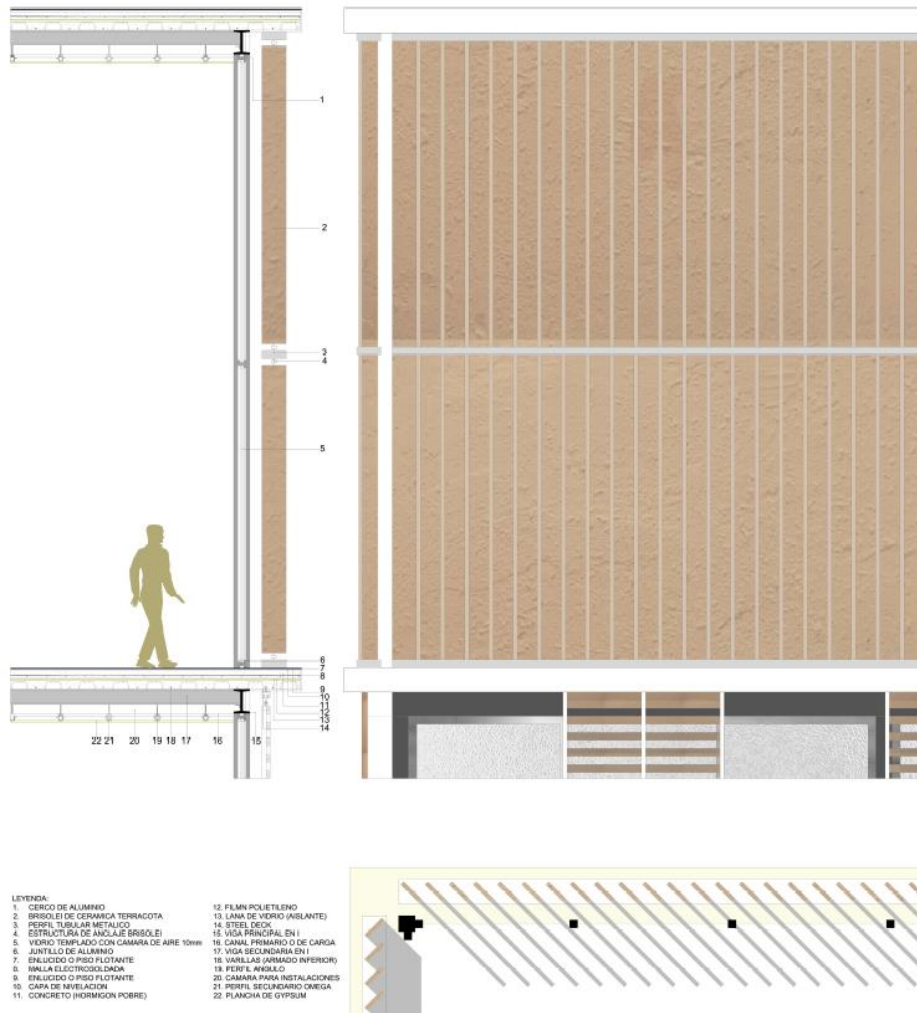 1
2
3
4
5
6
7
8
9
10
11
12
13
14
22 21 20 19 18 17 16 15
LEYENDA:
1. CERCO DE ALUMINIO
2. BRISOLEI DE CERAMICA TERRACOTA
3. PERFIL TUBULAR METALICO
4. ESTRUCTURA DE ANCLAJE BRISOLEI
5. VIDRIO TEMPLADO CON CAMARA DE AIRE 10mm
6. JUNTILLO DE ALUMINIO
7. ENLUCIDO O PISO FLOTANTE
8. MALLA ELECTROSOLDADA
9. ENLUCIDO O PISO FLOTANTE
10. CAPA DE NIVELACION
11. CONCRETO (HORMIGON POBRE)
12. FILMN POLIETILENO
13. LANA DE VIDRIO (AISLANTE)
14. STEEL DECK
15. VIGA PRINCIPAL EN I
16. CANAL PRIMARIO O DE CARGA
17. VIGA SECUNDARIA EN I
18. VARILLAS (ARMADO INFERIOR)
19. PERFIL ANGULO
20. CAMARA PARA INSTALACIONES
21. PERFIL SECUNDARIO OMEGA
22. PLANCHA DE GYPSUM